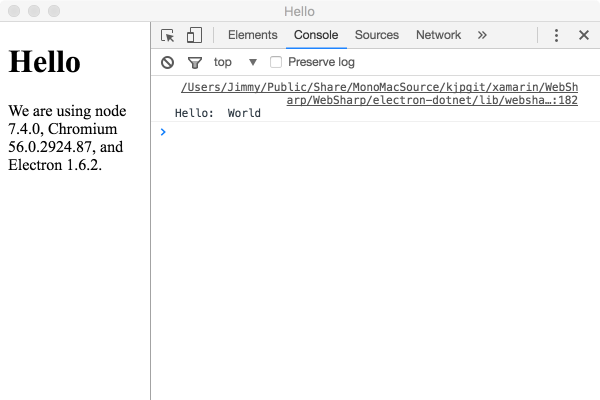 Hello
Elements Console Sources Network »
top Preserve log
Hello
We are using node
7.4.0, Chromium
56.0.2924.87, and
Electron 1.6.2.
/Users/Jimmy/Public/Share/MonoMacSource/kjpgit/xamarin/WebSh
arp/WebSharp/electron-dotnet/lib/websha…:182
Hello:  World